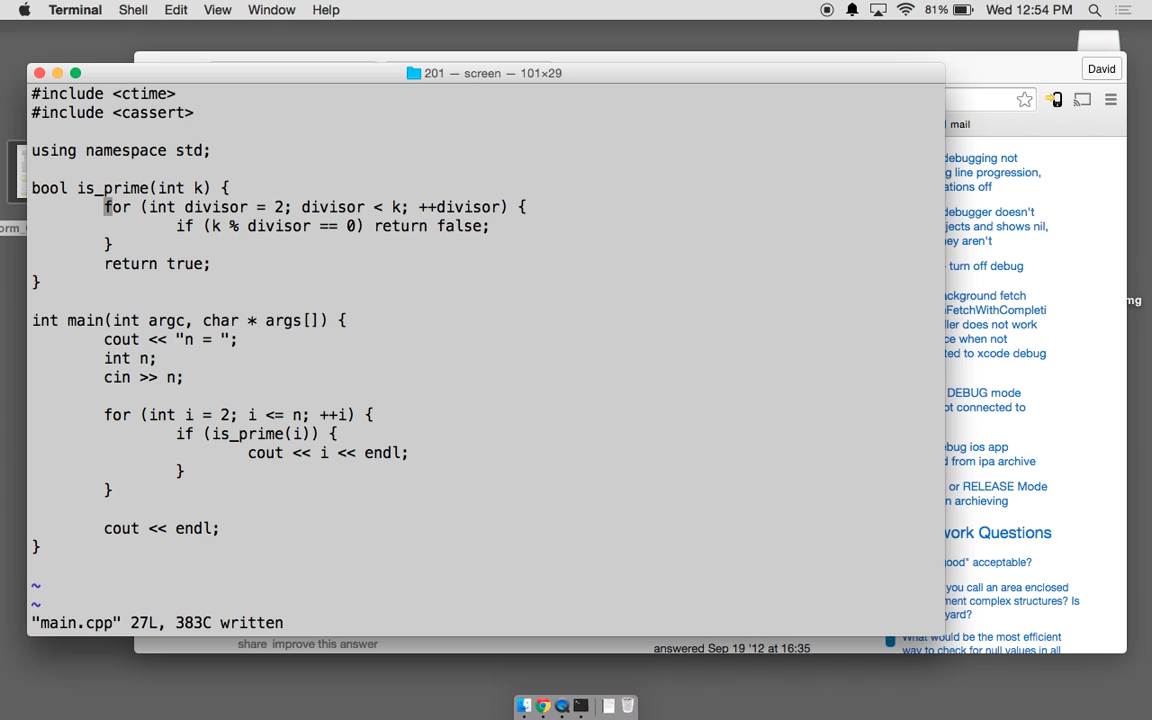 Terminal Shell Edit View Window Help 81% Wed 12:54 PM
201 — screen — 101×29
David
#include <ctime>
#include <cassert>
mail
using namespace std;
ebugging not
g line progression,
ations off
bool is_prime(int k) {
for (int divisor = 2; divisor < k; ++divisor) {
if (k % divisor == 0) return false;
}
return true;
}
ebugger doesn't
jects and shows nil,
ey aren't
turn off debug
int main(int argc, char * args[]) {
cout << "n = ";
int n;
cin >> n;
for (int i = 2; i <= n; ++i) {
if (is_prime(i)) {
cout << i << endl;
}
}
cout << endl;
}
~
~
"main.cpp" 27L, 383C written
ckground fetch
nFetchWithCompleti
ller does not work
ce when not
ted to xcode debug
DEBUG mode
ot connected to
ebug ios app
d from ipa archive
or RELEASE Mode
n archieving
work Questions
ood" acceptable?
you call an area enclosed
ment complex structures? Is
yard?
What would be the most efficient
way to check for null values in all
share improve this answer
answered Sep 19 '12 at 16:35
orm_
mg